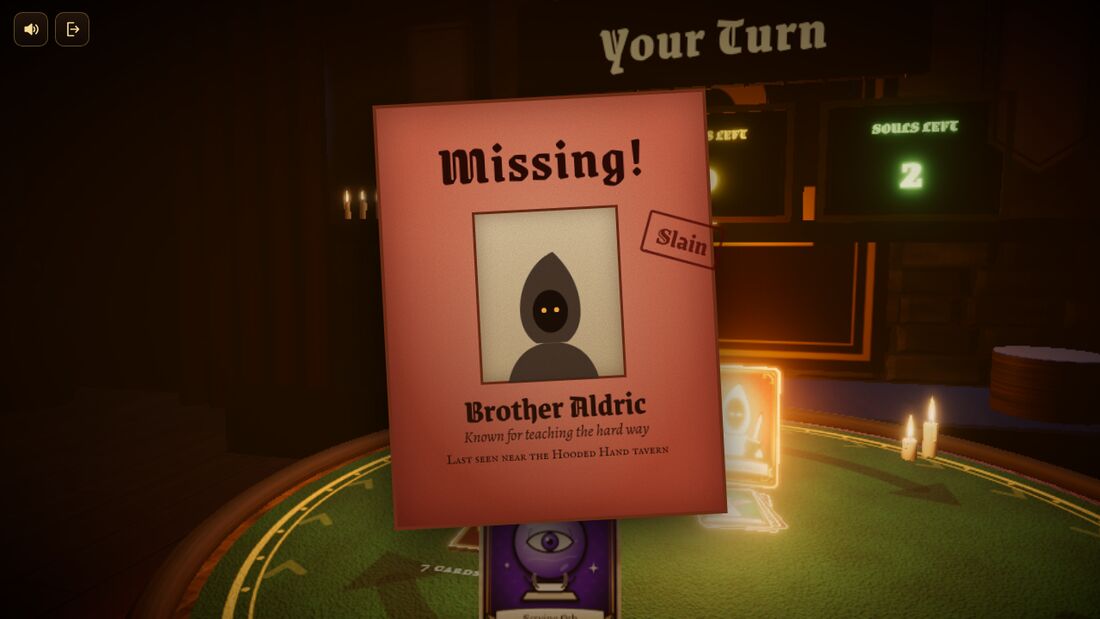 Your Turn
S LEFT
SOULS LEFT
2
Missing!
Slain
Brother Aldric
Known for teaching the hard way
Last seen near the Hooded Hand tavern
7 CARDS